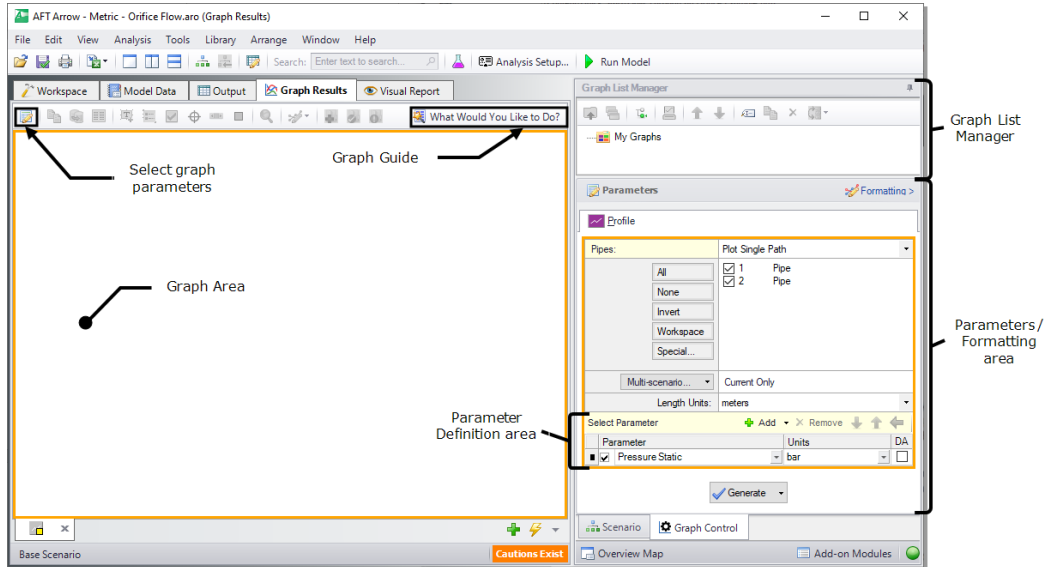 AFT Arrow - Metric - Orifice Flow.aro (Graph Results)
File Edit View Analysis Tools Library Arrange Window Help
Search: Enter text to search... Analysis Setup... Run Model
Workspace Model Data Output Graph Results Visual Report
What Would You Like to Do?
Select graph
parameters
Graph Guide
Graph Area
Parameter
Definition area
Base Scenario
Cautions Exist
Graph List Manager
My Graphs
Graph List
Manager
Parameters
Formatting >
Profile
Pipes: Plot Single Path
All
None
Invert
Workspace
Special...
1 Pipe
2 Pipe
Multi-scenario... Current Only
Length Units: meters
Select Parameter Add Remove
Parameter Units DA
Pressure Static bar
Generate
Parameters/
Formatting
area
Scenario Graph Control
Overview Map Add-on Modules